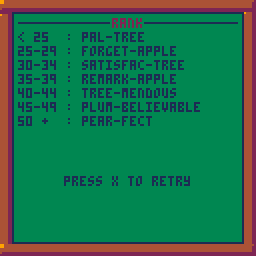 RANK
< 25 : PAL-TREE
25-29 : FORGET-APPLE
30-34 : SATISFAC-TREE
35-39 : REMARK-APPLE
40-44 : TREE-MENDOUS
45-49 : PLUM-BELIEVABLE
50 + : PEAR-FECT
PRESS X TO RETRY